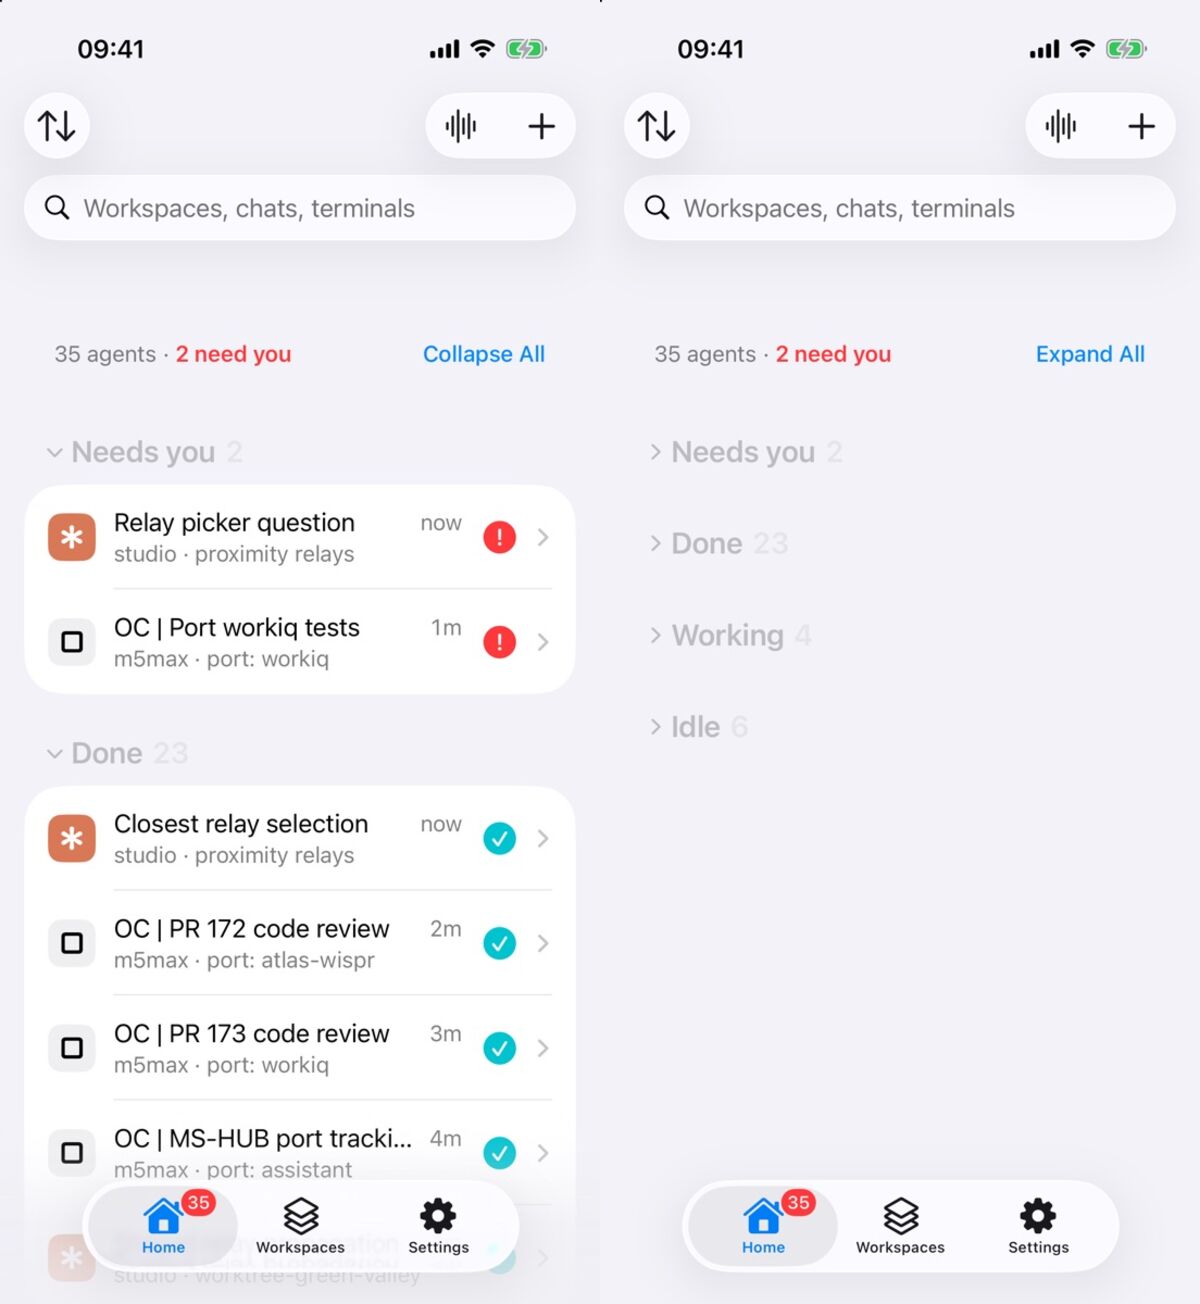 09:41
Workspaces, chats, terminals
35 agents · 2 need you
Collapse All
Needs you 2
Relay picker question
now
studio · proximity relays
OC | Port workiq tests
1m
m5max · port: workiq
Done 23
Closest relay selection
now
studio · proximity relays
OC | PR 172 code review
2m
m5max · port: atlas-wispr
OC | PR 173 code review
3m
m5max · port: workiq
OC | MS-HUB port tracki...
4m
m5max · port: assistant
studio · worktree-green-valley
35
Home
Workspaces
Settings
09:41
Workspaces, chats, terminals
35 agents · 2 need you
Expand All
Needs you 2
Done 23
Working 4
Idle 6
35
Home
Workspaces
Settings